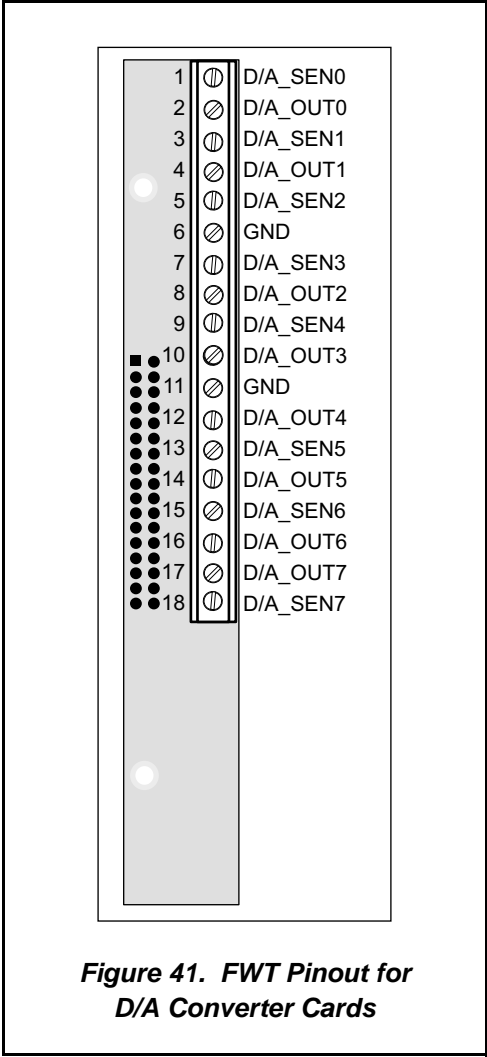 1 D/A_SEN0
2 D/A_OUT0
3 D/A_SEN1
4 D/A_OUT1
5 D/A_SEN2
6 GND
7 D/A_SEN3
8 D/A_OUT2
9 D/A_SEN4
10 D/A_OUT3
11 GND
12 D/A_OUT4
13 D/A_SEN5
14 D/A_OUT5
15 D/A_SEN6
16 D/A_OUT6
17 D/A_OUT7
18 D/A_SEN7
Figure 41. FWT Pinout for
D/A Converter Cards